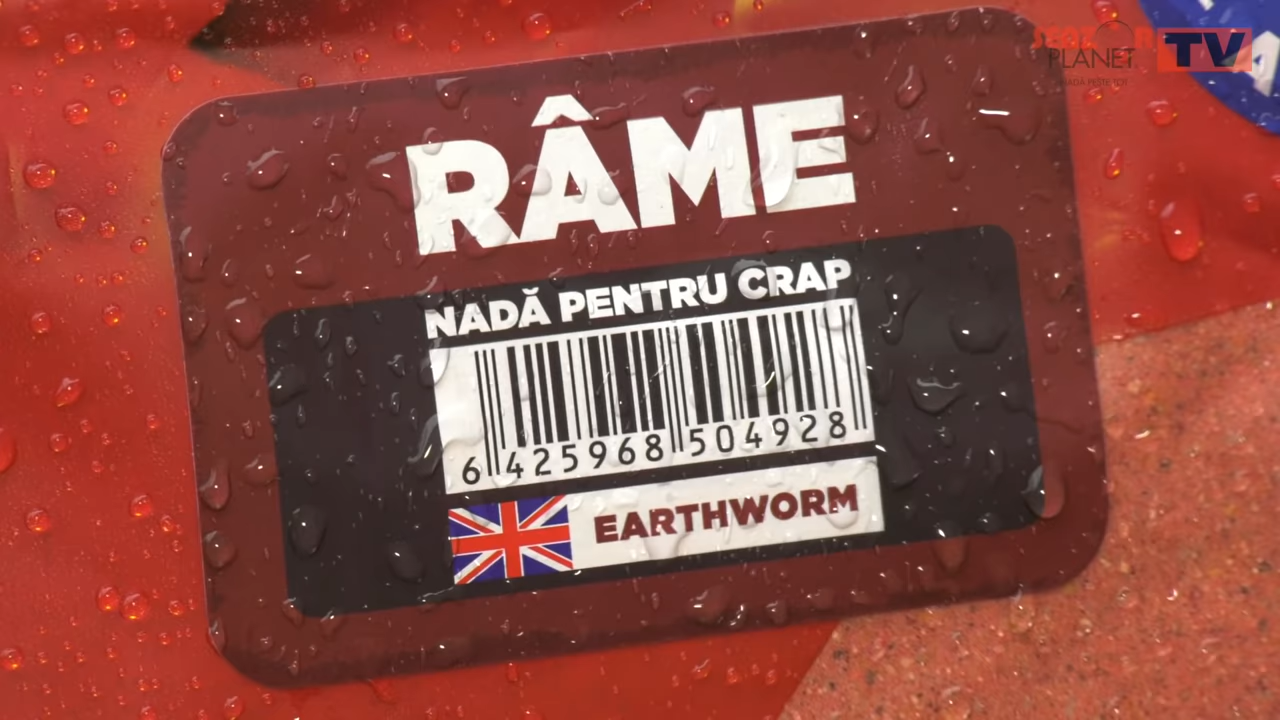 PLANET TV
RÂME
NADĂ PENTRU CRAP
6 425968 504928
EARTHWORM